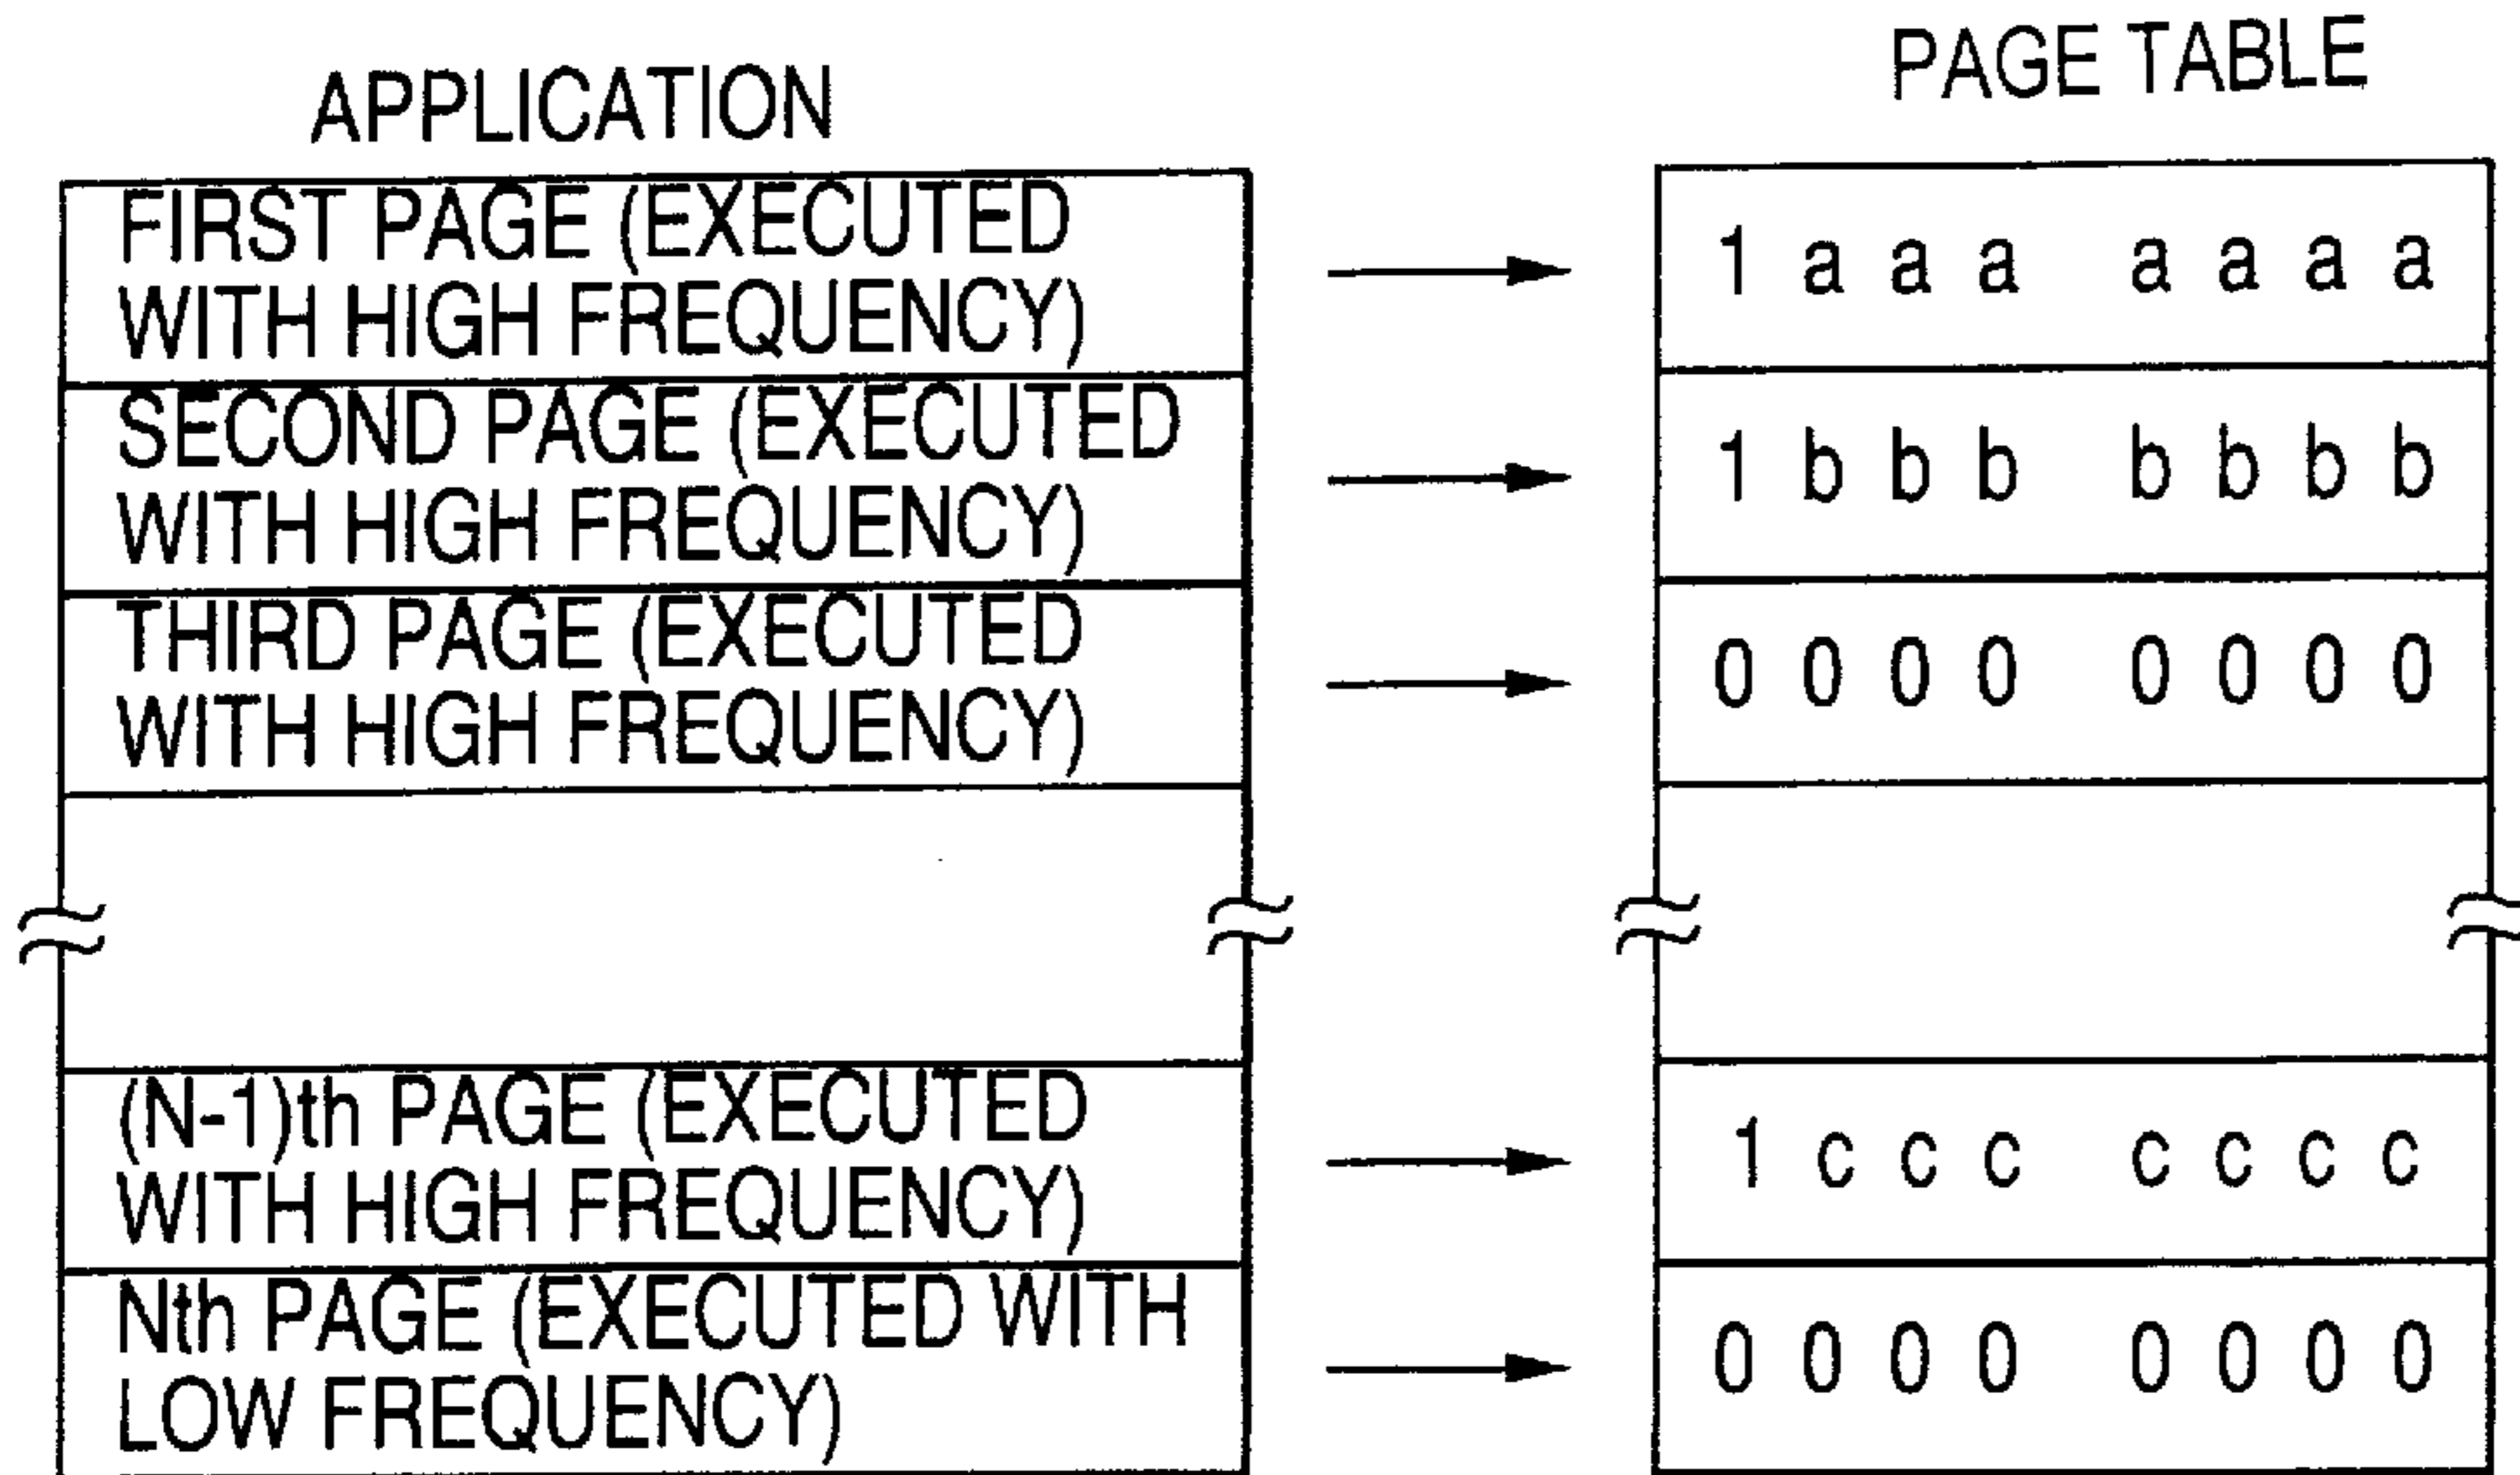 APPLICATION
PAGE TABLE
FIRST PAGE (EXECUTED
WITH HIGH FREQUENCY)
1 a a a a a a a
SECOND PAGE (EXECUTED
WITH HIGH FREQUENCY)
1 b b b b b b b
THIRD PAGE (EXECUTED
WITH HIGH FREQUENCY)
0 0 0 0 0 0 0 0
(N-1)th PAGE (EXECUTED
WITH HIGH FREQUENCY)
1 c c c c c c c
Nth PAGE (EXECUTED WITH
LOW FREQUENCY)
0 0 0 0 0 0 0 0